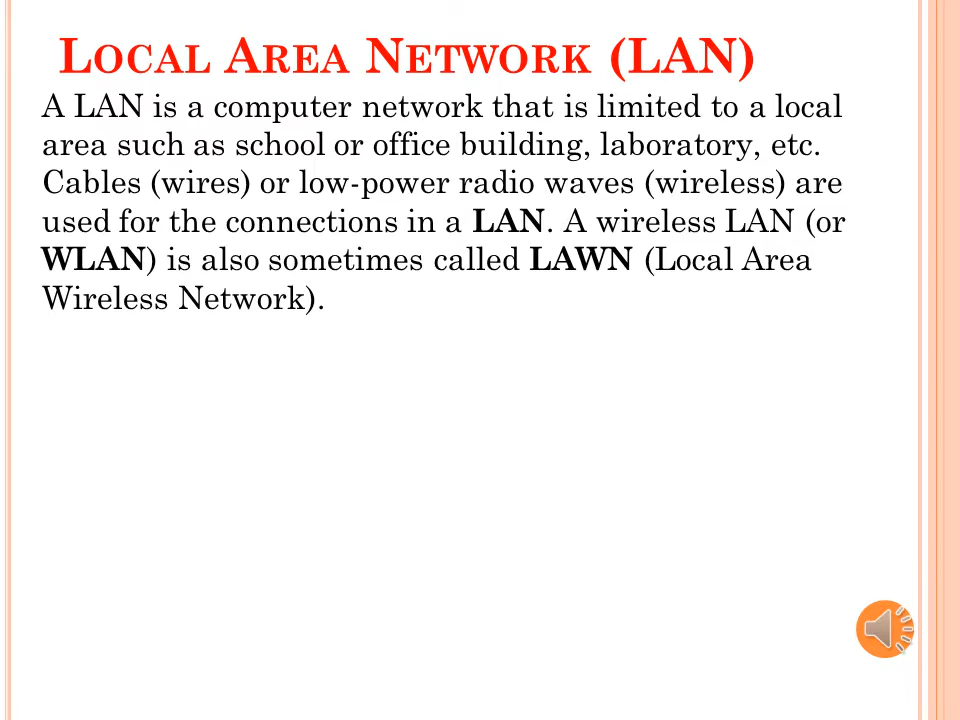 LOCAL AREA NETWORK (LAN)
A LAN is a computer network that is limited to a local
area such as school or office building, laboratory, etc.
Cables (wires) or low-power radio waves (wireless) are
used for the connections in a LAN. A wireless LAN (or
WLAN) is also sometimes called LAWN (Local Area
Wireless Network).